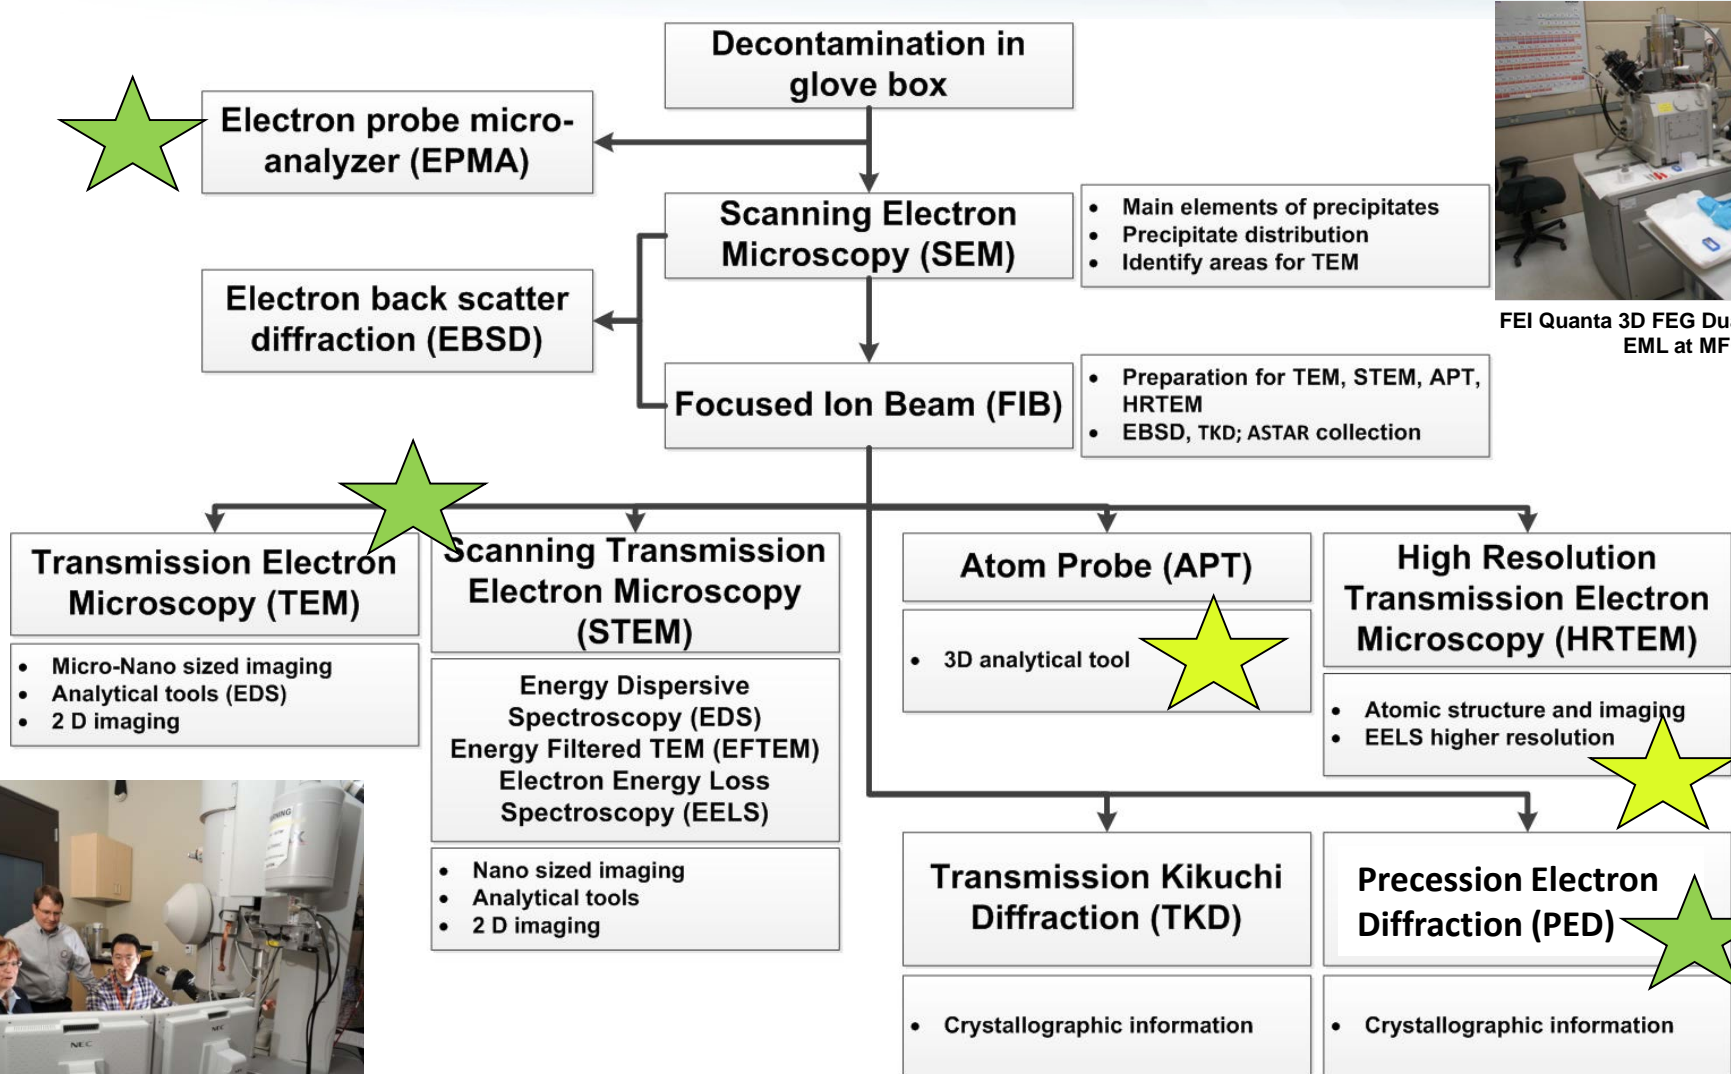 Decontamination in
glove box
Electron probe micro-
analyzer (EPMA)
Scanning Electron
Microscopy (SEM)
• Main elements of precipitates
• Precipitate distribution
• Identify areas for TEM
Electron back scatter
diffraction (EBSD)
FEI Quanta 3D FEG
EML at
Focused Ion Beam (FIB)
• Preparation for TEM, STEM, APT,
HRTEM
• EBSD, TKD; ASTAR collection
Transmission Electron
Microscopy (TEM)
• Micro-Nano sized imaging
• Analytical tools (EDS)
• 2 D imaging
Scanning Transmission
Electron Microscopy
(STEM)
Energy Dispersive
Spectroscopy (EDS)
Energy Filtered TEM (EFTEM)
Electron Energy Loss
Spectroscopy (EELS)
• Nano sized imaging
• Analytical tools
• 2 D imaging
Atom Probe (APT)
• 3D analytical tool
High Resolution
Transmission Electron
Microscopy (HRTEM)
• Atomic structure and imaging
• EELS higher resolution
Transmission Kikuchi
Diffraction (TKD)
• Crystallographic information
Precession Electron
Diffraction (PED)
• Crystallographic information
NEC
NEC